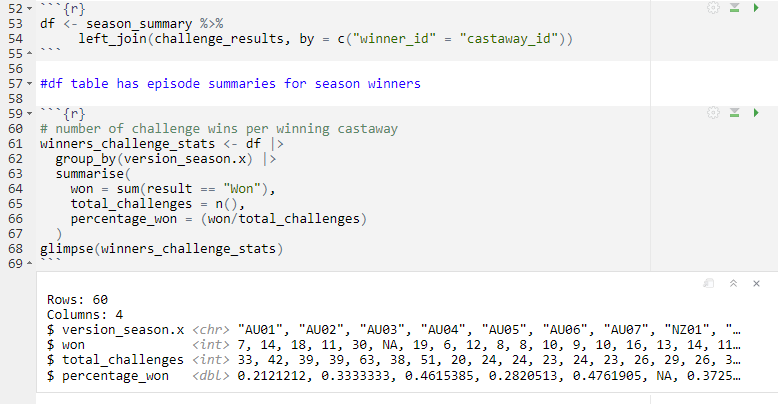 52 ```{r}
53 df <- season_summary %>%
54      left_join(challenge_results, by = c("winner_id" = "castaway_id"))
55 ```
56
57 #df table has episode summaries for season winners
58
59 ```{r}
60 # number of challenge wins per winning castaway
61 winners_challenge_stats <- df |>
62   group_by(version_season.x) |>
63   summarise(
64     won = sum(result == "Won"),
65     total_challenges = n(),
66     percentage_won = (won/total_challenges)
67   )
68 glimpse(winners_challenge_stats)
69 ```
Rows: 60
Columns: 4
$ version_season.x <chr> "AU01", "AU02", "AU03", "AU04", "AU05", "AU06", "AU07", "NZ01", "…
$ won              <int> 7, 14, 18, 11, 30, NA, 19, 6, 12, 8, 8, 10, 9, 10, 16, 13, 14, 11…
$ total_challenges <int> 33, 42, 39, 39, 63, 38, 51, 20, 24, 24, 23, 24, 23, 26, 29, 26, 3…
$ percentage_won   <dbl> 0.2121212, 0.3333333, 0.4615385, 0.2820513, 0.4761905, NA, 0.3725…